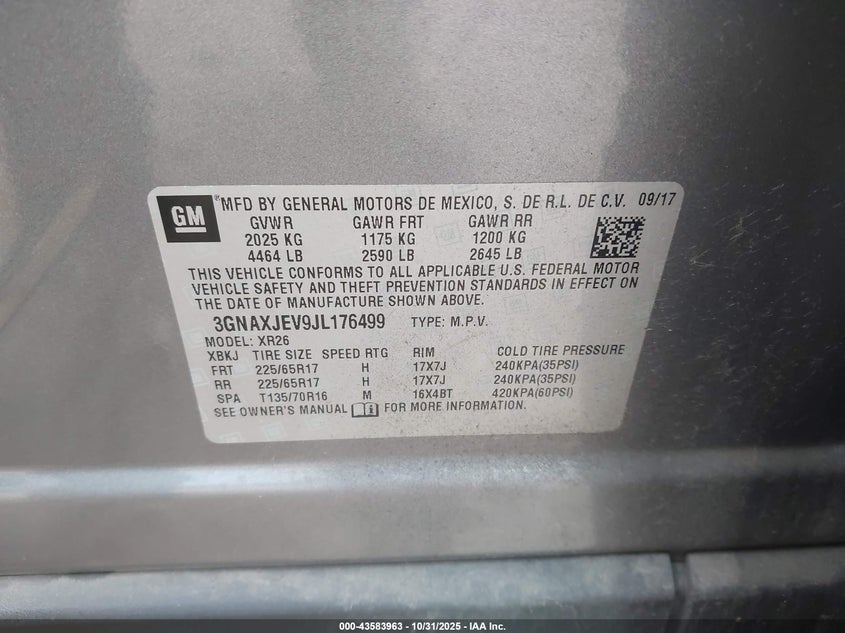 GM ® MFD BY GENERAL MOTORS DE MEXICO, S. DE R.L. DE C.V. 09/17
GVWR GAWR FRT GAWR RR
2025 KG 1175 KG 1200 KG
4464 LB 2590 LB 2645 LB
THIS VEHICLE CONFORMS TO ALL APPLICABLE U.S. FEDERAL MOTOR
VEHICLE SAFETY AND THEFT PREVENTION STANDARDS IN EFFECT ON
THE DATE OF MANUFACTURE SHOWN ABOVE.
3GNAXJEV9JL176499 TYPE: M.P.V.
MODEL: XR26
XBKJ TIRE SIZE SPEED RTG RIM COLD TIRE PRESSURE
FRT 225/65R17 H 17X7J 240KPA(35PSI)
RR 225/65R17 H 17X7J 240KPA(35PSI)
SPA T135/70R16 M 16X4BT 420KPA(60PSI)
SEE OWNER'S MANUAL FOR MORE INFORMATION.
000-43583963 - 10/31/2025 - IAA Inc.